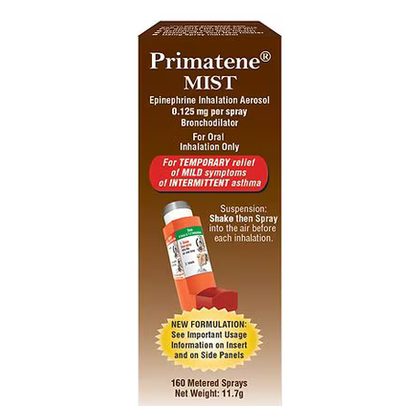 Primatene®
MIST
Epinephrine Inhalation Aerosol
0.125 mg per spray
Bronchodilator
For Oral
Inhalation Only
For TEMPORARY relief
of MILD symptoms
of INTERMITTENT asthma
Suspension:
Shake then Spray
into the air before
each inhalation.
NEW FORMULATION:
See Important Usage
Information on Insert
and on Side Panels
160 Metered Sprays
Net Weight: 11.7g